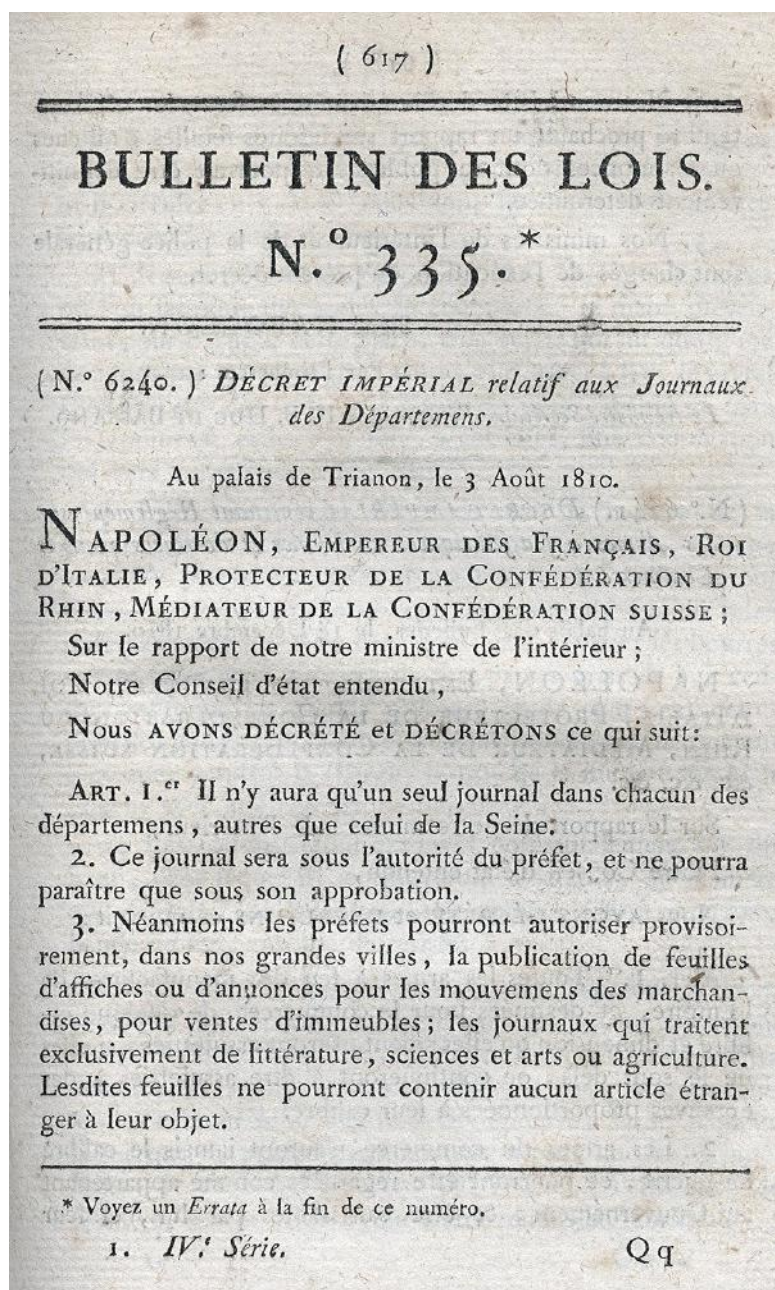 ( 617 )
BULLETIN DES LOIS.
N.º 335.*
( N.º 6240. ) DÉCRET IMPÉRIAL relatif aux Journaux
des Départemens.
Au palais de Trianon, le 3 Août 1810.
NAPOLÉON, EMPEREUR DES FRANÇAIS, ROI
D'ITALIE, PROTECTEUR DE LA CONFÉDÉRATION DU
RHIN, MÉDIATEUR DE LA CONFÉDÉRATION SUISSE ;
Sur le rapport de notre ministre de l'intérieur ;
Notre Conseil d'état entendu,
Nous AVONS DÉCRÉTÉ et DÉCRÉTONS ce qui suit:
ART. 1.er Il n'y aura qu'un seul journal dans chacun des
départemens, autres que celui de la Seine.
2. Ce journal sera sous l'autorité du préfet, et ne pourra
paraître que sous son approbation.
3. Néanmoins les préfets pourront autoriser provisoi-
rement, dans nos grandes villes, la publication de feuilles
d'affiches ou d'annonces pour les mouvemens des marchan-
dises, pour ventes d'immeubles ; les journaux qui traitent
exclusivement de littérature, sciences et arts ou agriculture.
Lesdites feuilles ne pourront contenir aucun article étran-
ger à leur objet.
* Voyez un Errata à la fin de ce numéro.
1. IV.e Série. Qq